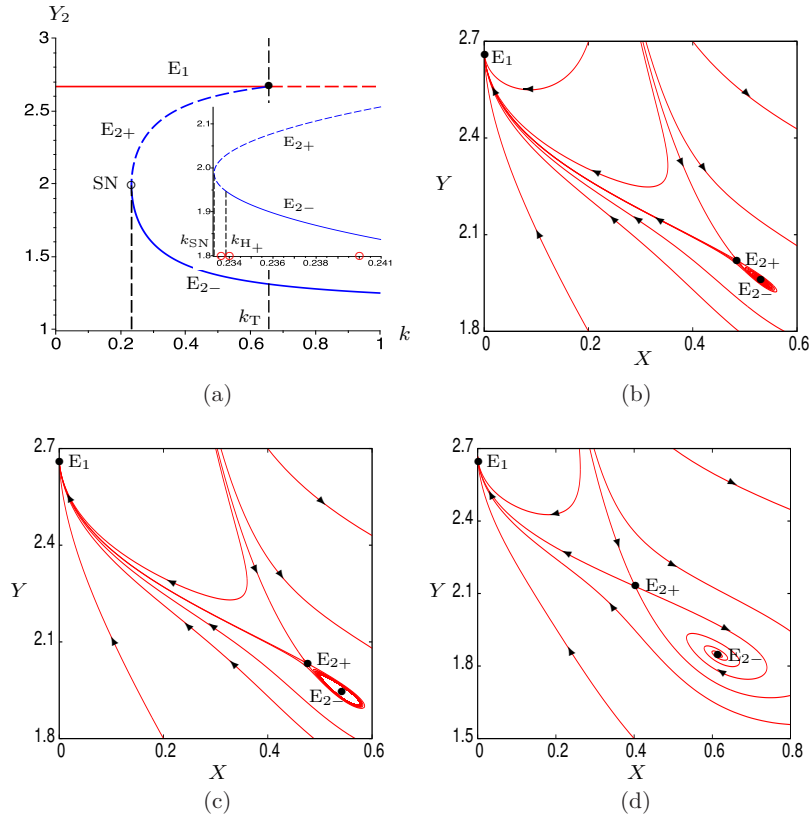 Y₂
3
2.5
2
1.5
1
0 0.2 0.4 0.6 0.8 1
k
E₁
E₂₊
SN
E₂₋
k_T
2.1
2.0
1.9
1.8
E₂₊
E₂₋
k_SN k_H₊
0.234 0.236 0.238 0.241
(a)
2.7
2.4
2.1
1.8
Y
0 0.2 0.4 0.6
X
E₁
E₂₊
E₂₋
(b)
2.7
2.4
2.1
1.8
Y
0 0.2 0.4 0.6
X
E₁
E₂₊
E₂₋
(c)
2.7
2.4
2.1
1.8
1.5
Y
0 0.2 0.4 0.6 0.8
X
E₁
E₂₊
E₂₋
(d)